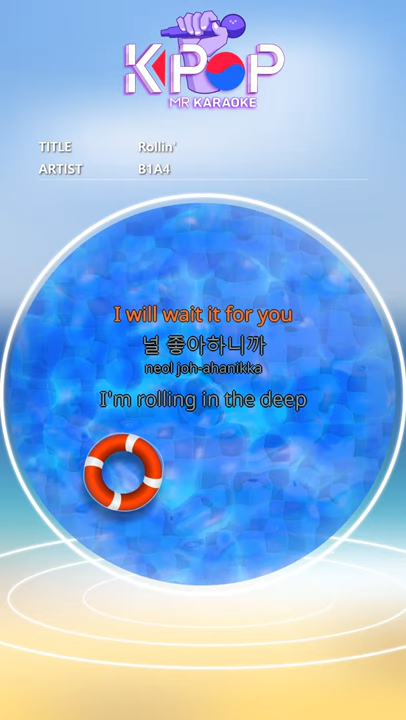 KPOP
MR KARAOKE
TITLE Rollin'
ARTIST B1A4
I will wait it for you
널 좋아하니까
neol joh-ahanikka
I'm rolling in the deep